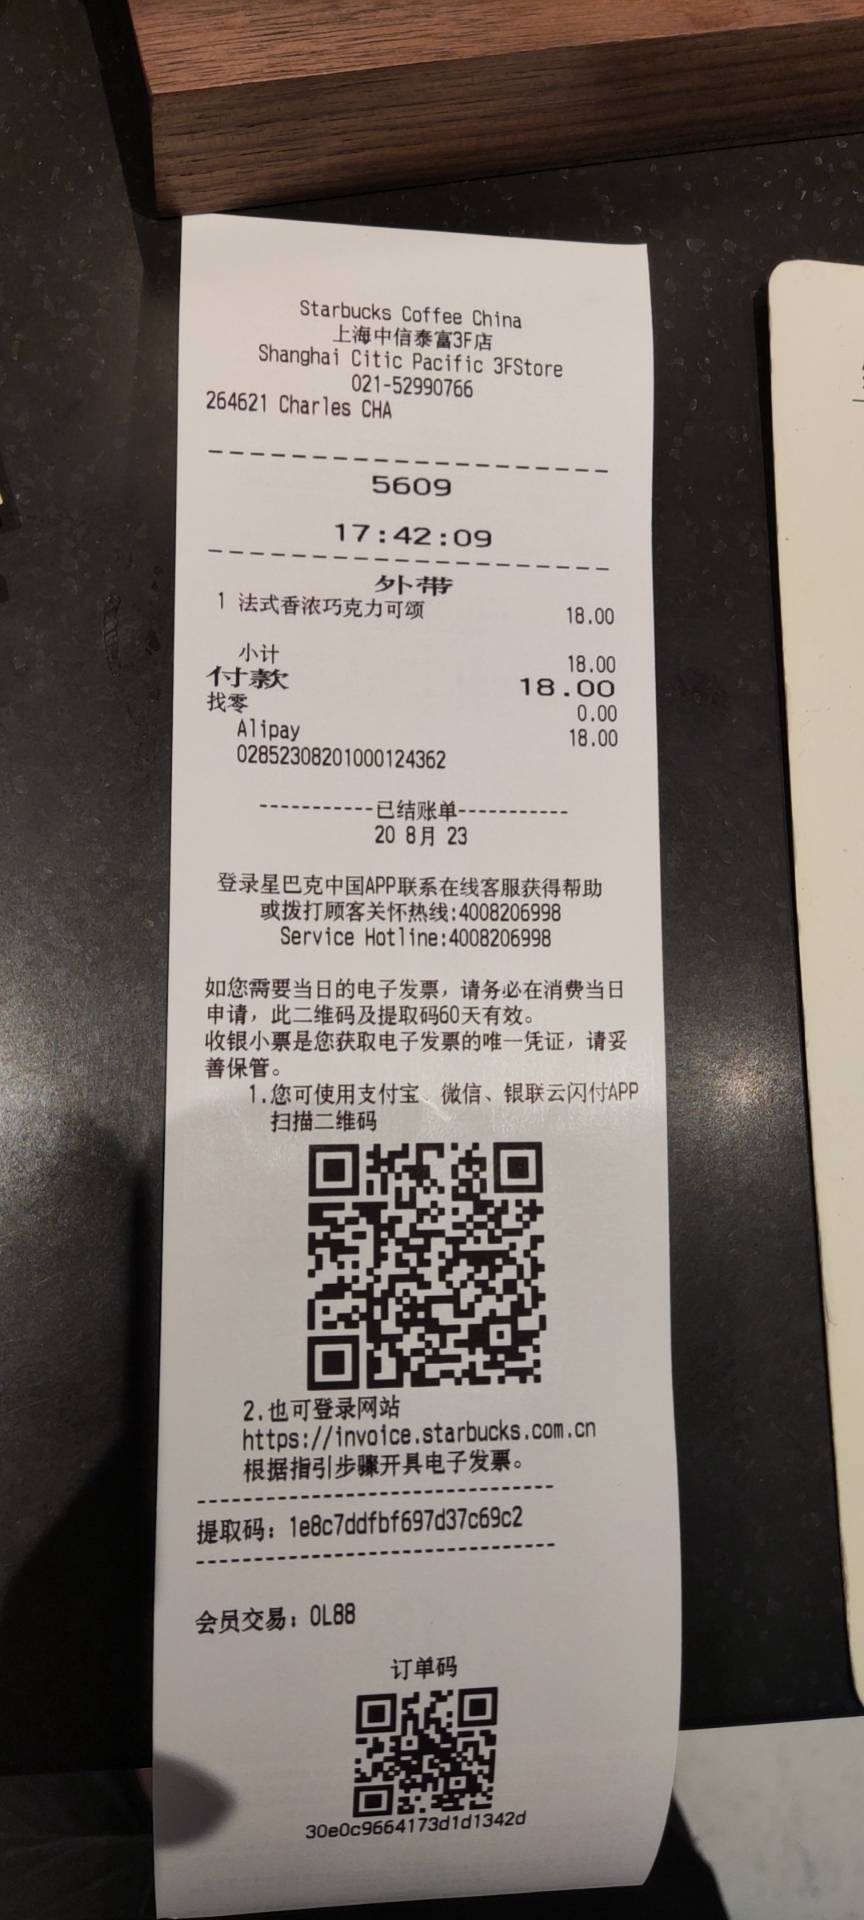 Starbucks Coffee China
上海中信泰富3F店
Shanghai Citic Pacific 3FStore
021-52990766
264621 Charles CHA
5609
17:42:09
外带
1 法式香浓巧克力可颂 18.00
小计 18.00
付款 18.00
找零 0.00
Alipay 18.00
02852308201000124362
-----------已结账单-----------
20 8月 23
登录星巴克中国APP联系在线客服获得帮助
或拨打顾客关怀热线:4008206998
Service Hotline:4008206998
如您需要当日的电子发票，请务必在消费当日
申请，此二维码及提取码60天有效。
收银小票是您获取电子发票的唯一凭证，请妥
善保管。
1.您可使用支付宝、微信、银联云闪付APP
扫描二维码
2.也可登录网站
https://invoice.starbucks.com.cn
根据指引步骤开具电子发票。
提取码: 1e8c7ddfbf697d37c69c2
会员交易: 0L88
订单码
30e0c9664173d1d1342d